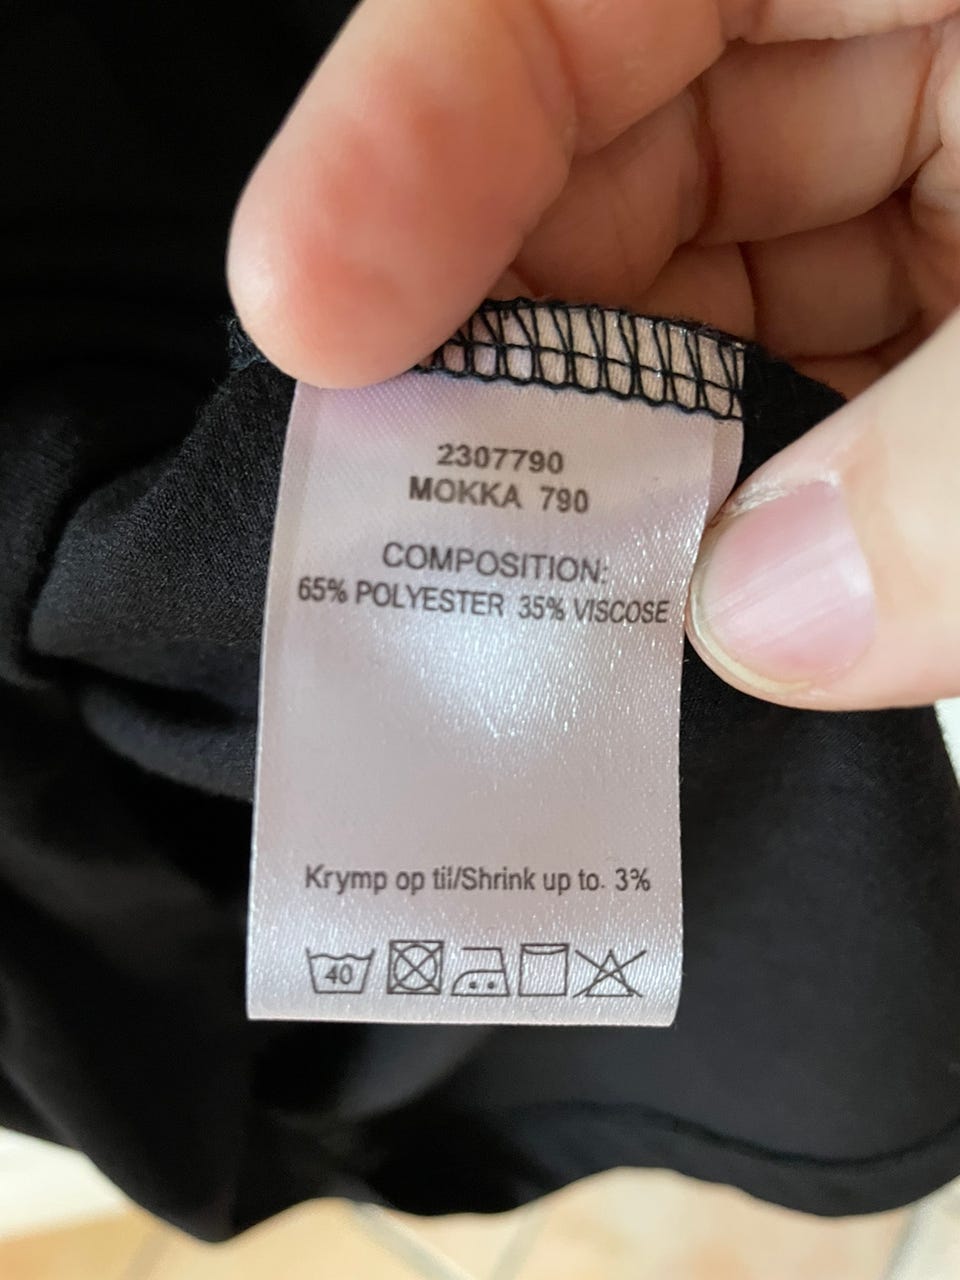 2307790
MOKKA 790
COMPOSITION:
65% POLYESTER 35% VISCOSE
Krymp op til/Shrink up to. 3%
40